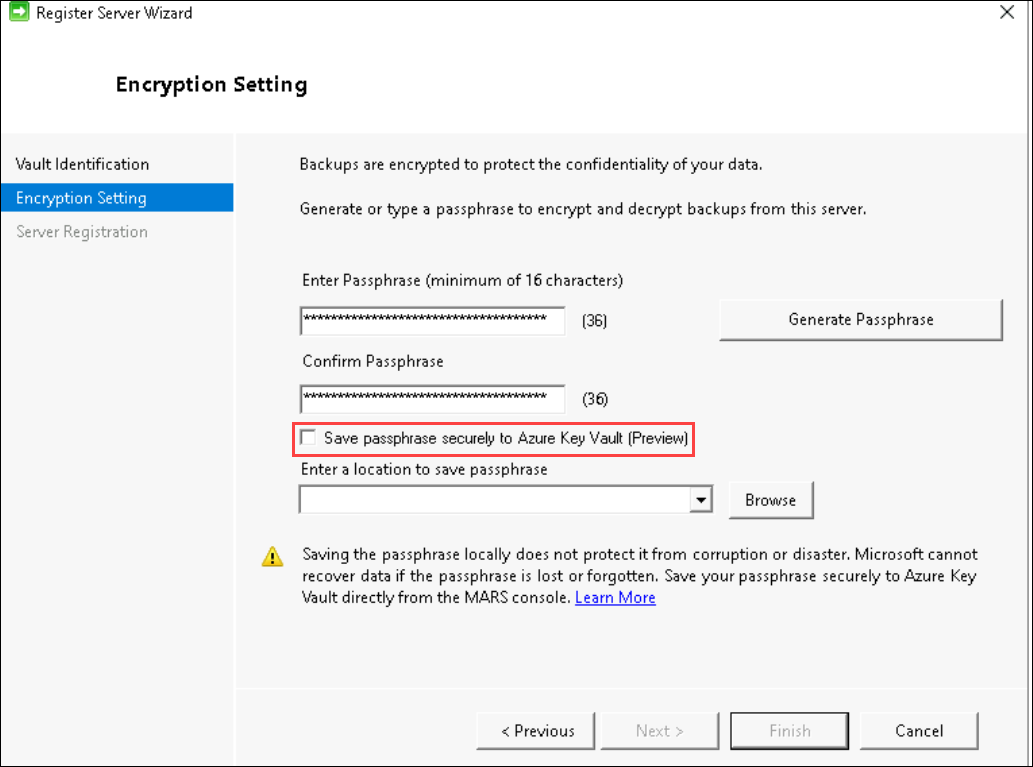 Register Server Wizard
Encryption Setting
Vault Identification
Encryption Setting
Server Registration
Backups are encrypted to protect the confidentiality of your data.
Generate or type a passphrase to encrypt and decrypt backups from this server.
Enter Passphrase (minimum of 16 characters)
************************************ (36)
Generate Passphrase
Confirm Passphrase
************************************ (36)
Save passphrase securely to Azure Key Vault (Preview)
Enter a location to save passphrase
Browse
Saving the passphrase locally does not protect it from corruption or disaster. Microsoft cannot
recover data if the passphrase is lost or forgotten. Save your passphrase securely to Azure Key
Vault directly from the MARS console. Learn More
< Previous
Next >
Finish
Cancel